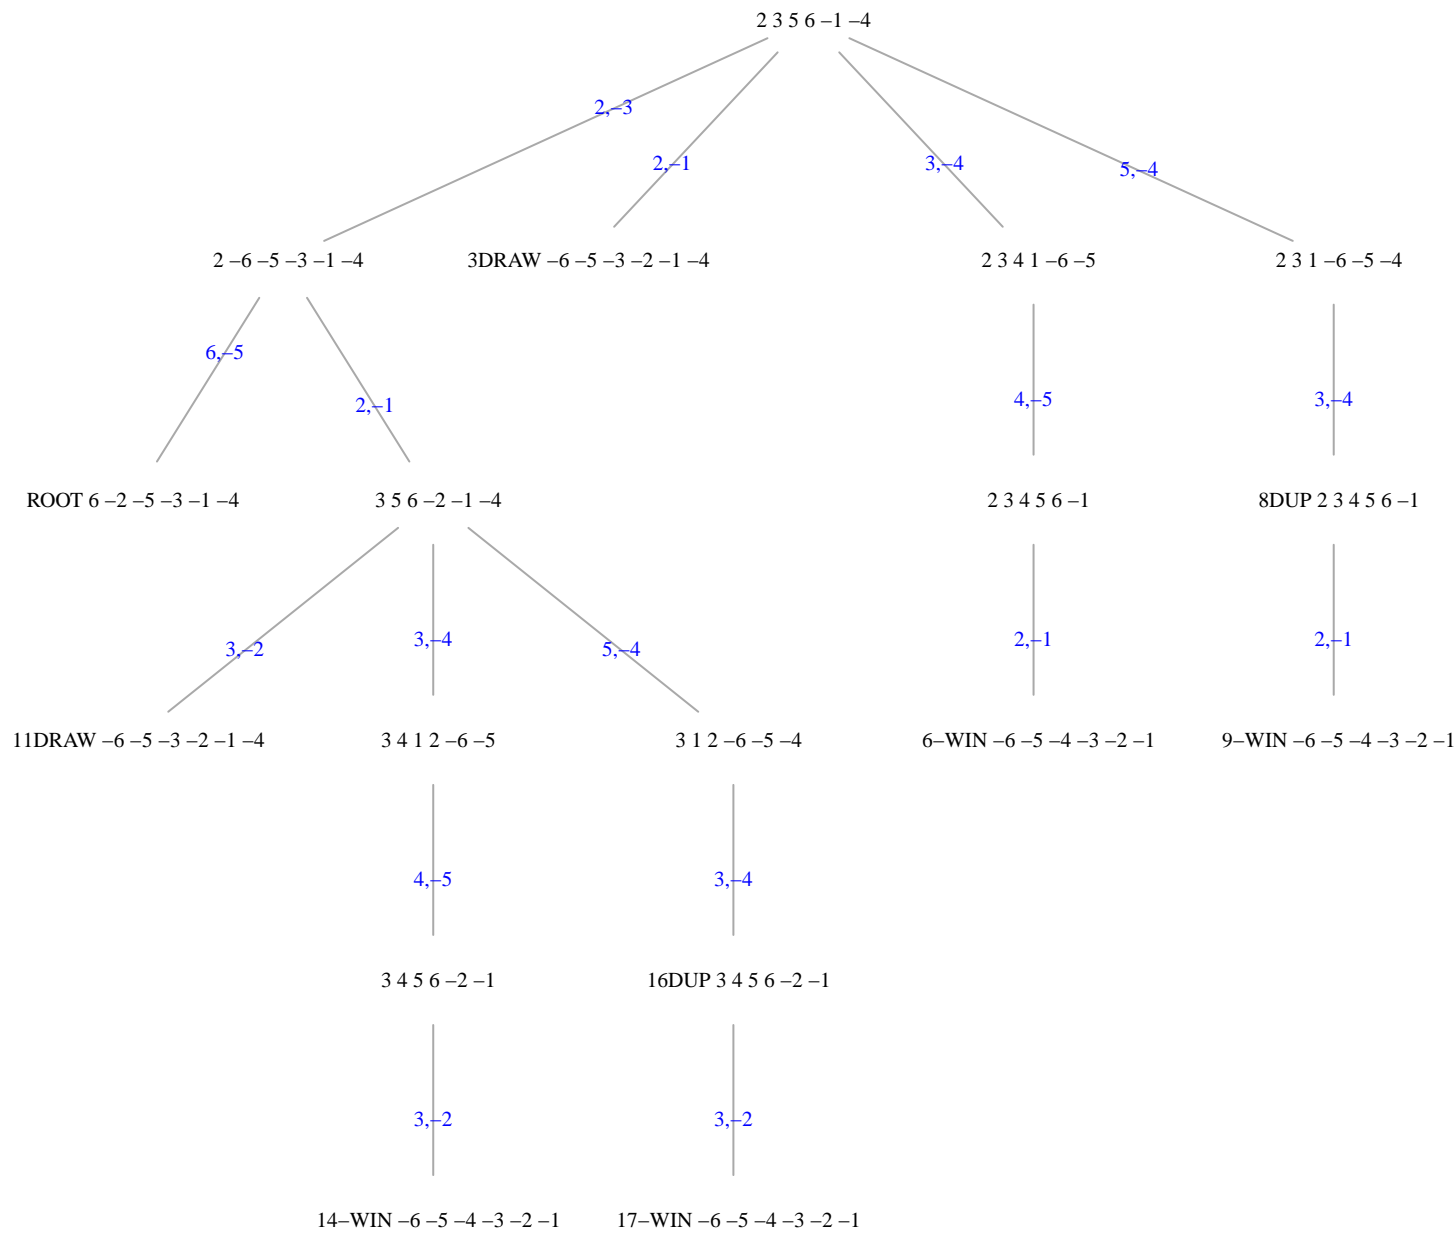 2 3 5 6 –1 –4
2,–3
2,–1
3,–4
5,–4
2 –6 –5 –3 –1 –4
3DRAW –6 –5 –3 –2 –1 –4
2 3 4 1 –6 –5
2 3 1 –6 –5 –4
6,–5
2,–1
4,–5
3,–4
ROOT 6 –2 –5 –3 –1 –4
3 5 6 –2 –1 –4
2 3 4 5 6 –1
8DUP 2 3 4 5 6 –1
3,–2
3,–4
5,–4
2,–1
2,–1
11DRAW –6 –5 –3 –2 –1 –4
3 4 1 2 –6 –5
3 1 2 –6 –5 –4
6–WIN –6 –5 –4 –3 –2 –1
9–WIN –6 –5 –4 –3 –2 –1
4,–5
3,–4
3 4 5 6 –2 –1
16DUP 3 4 5 6 –2 –1
3,–2
3,–2
14–WIN –6 –5 –4 –3 –2 –1
17–WIN –6 –5 –4 –3 –2 –1